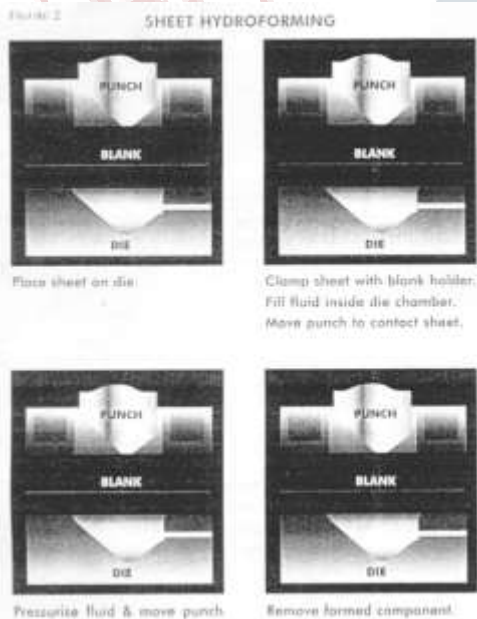 Figure 2
SHEET HYDROFORMING
PUNCH
BLANK
DIE
Place sheet on die.
PUNCH
BLANK
DIE
Clamp sheet with blank holder.
Fill fluid inside die chamber.
Move punch to contact sheet.
PUNCH
BLANK
DIE
Pressurise fluid & move punch
PUNCH
BLANK
DIE
Remove formed component.